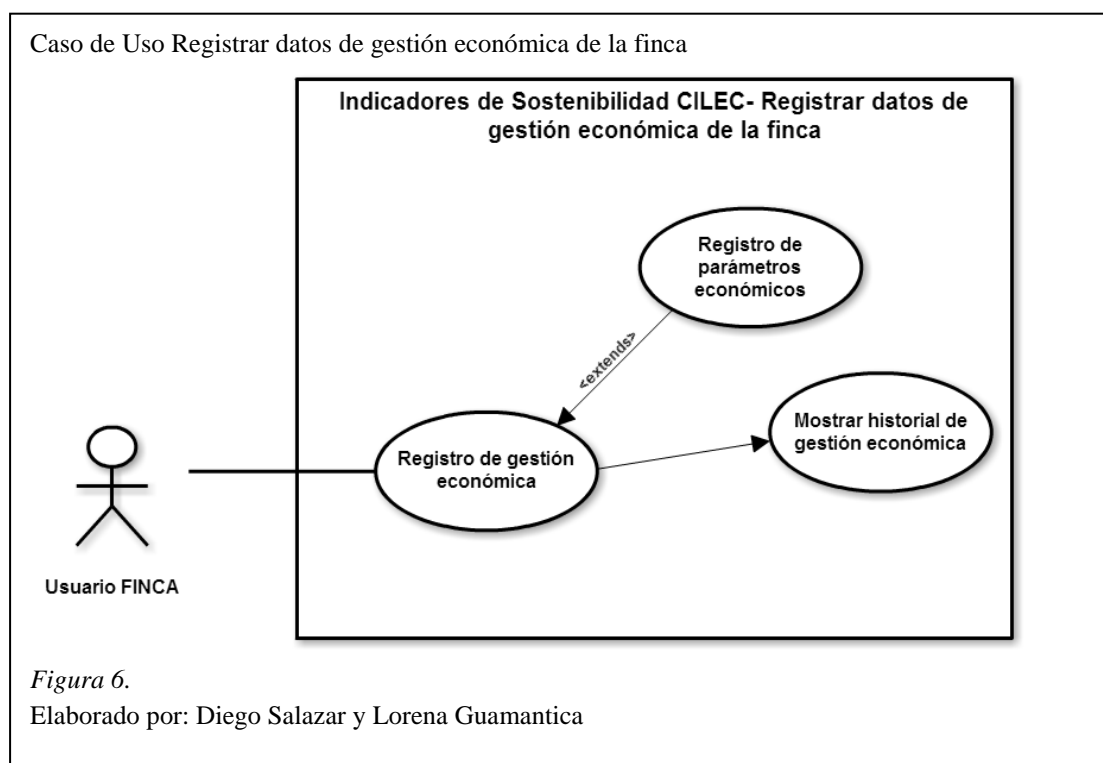 Caso de Uso Registrar datos de gestión económica de la finca
Indicadores de Sostenibilidad CILEC- Registrar datos de
gestión económica de la finca
Registro de
parámetros
económicos
<extends>
Mostrar historial de
gestión económica
Registro de gestión
económica
Usuario FINCA
Figura 6.
Elaborado por: Diego Salazar y Lorena Guamantica